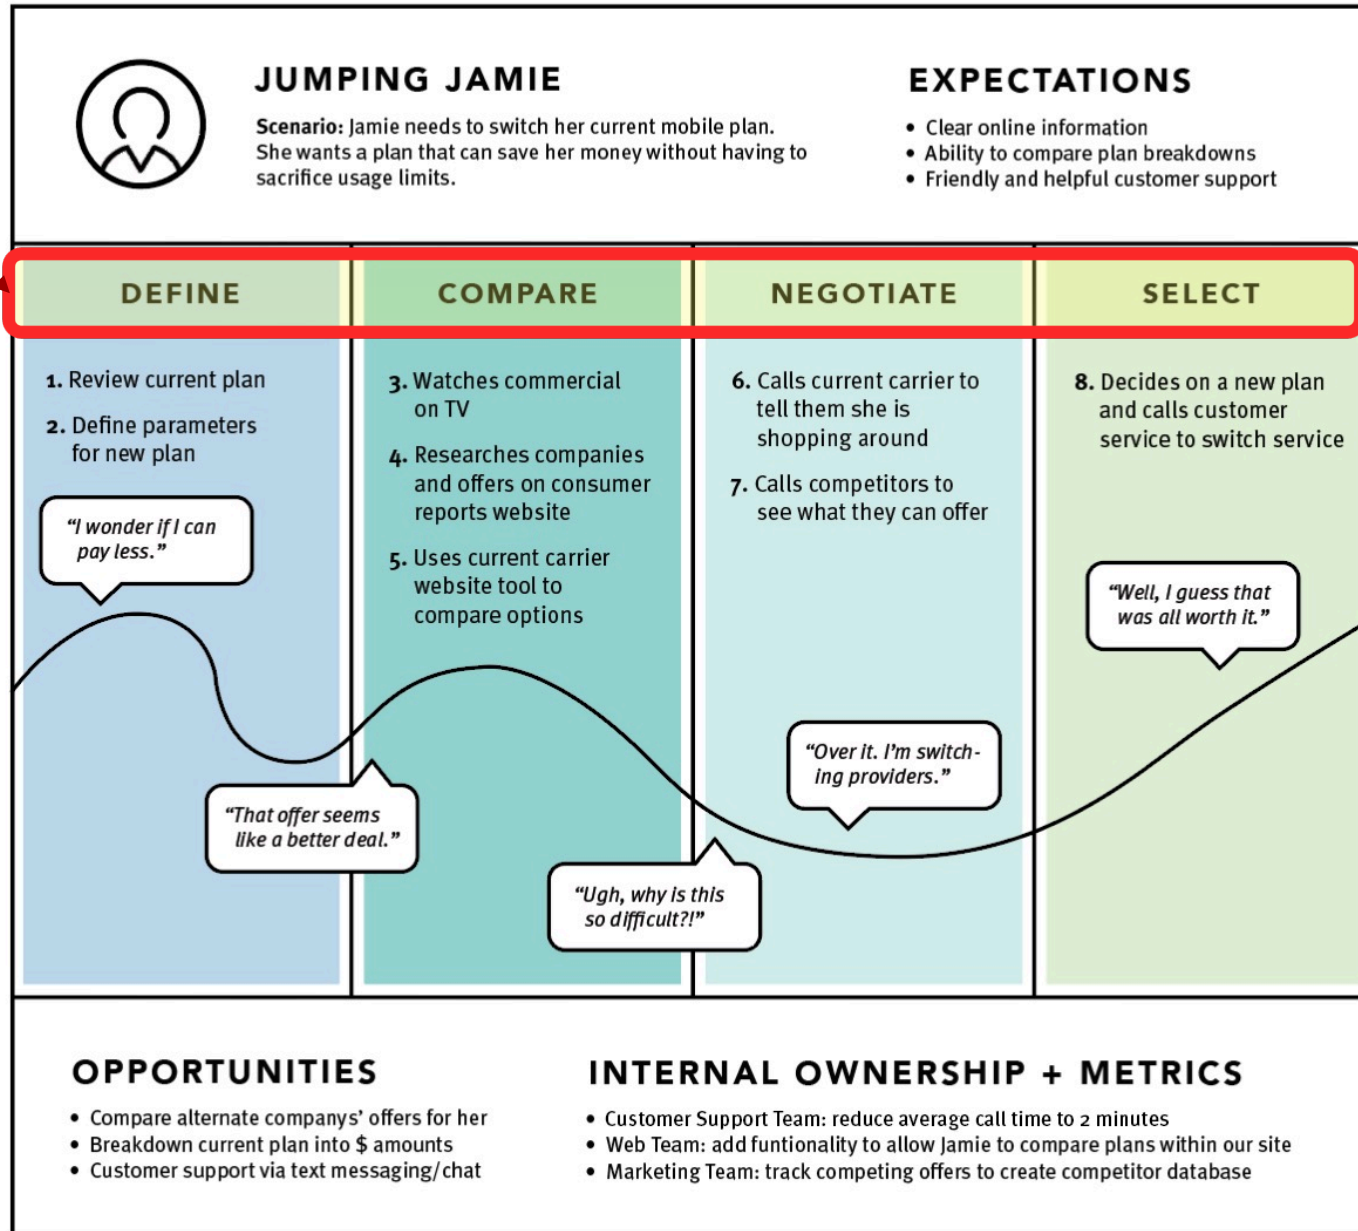 JUMPING JAMIE
Scenario: Jamie needs to switch her current mobile plan.
She wants a plan that can save her money without having to
sacrifice usage limits.
EXPECTATIONS
• Clear online information
• Ability to compare plan breakdowns
• Friendly and helpful customer support
DEFINE
COMPARE
NEGOTIATE
SELECT
1. Review current plan
2. Define parameters
for new plan
“I wonder if I can
pay less.”
3. Watches commercial
on TV
4. Researches companies
and offers on consumer
reports website
5. Uses current carrier
website tool to
compare options
“That offer seems
like a better deal.”
6. Calls current carrier to
tell them she is
shopping around
7. Calls competitors to
see what they can offer
“Ugh, why is this
so difficult?!”
“Over it. I’m switch-
ing providers.”
8. Decides on a new plan
and calls customer
service to switch service
“Well, I guess that
was all worth it.”
OPPORTUNITIES
• Compare alternate companys’ offers for her
• Breakdown current plan into $ amounts
• Customer support via text messaging/chat
INTERNAL OWNERSHIP + METRICS
• Customer Support Team: reduce average call time to 2 minutes
• Web Team: add funtionality to allow Jamie to compare plans within our site
• Marketing Team: track competing offers to create competitor database